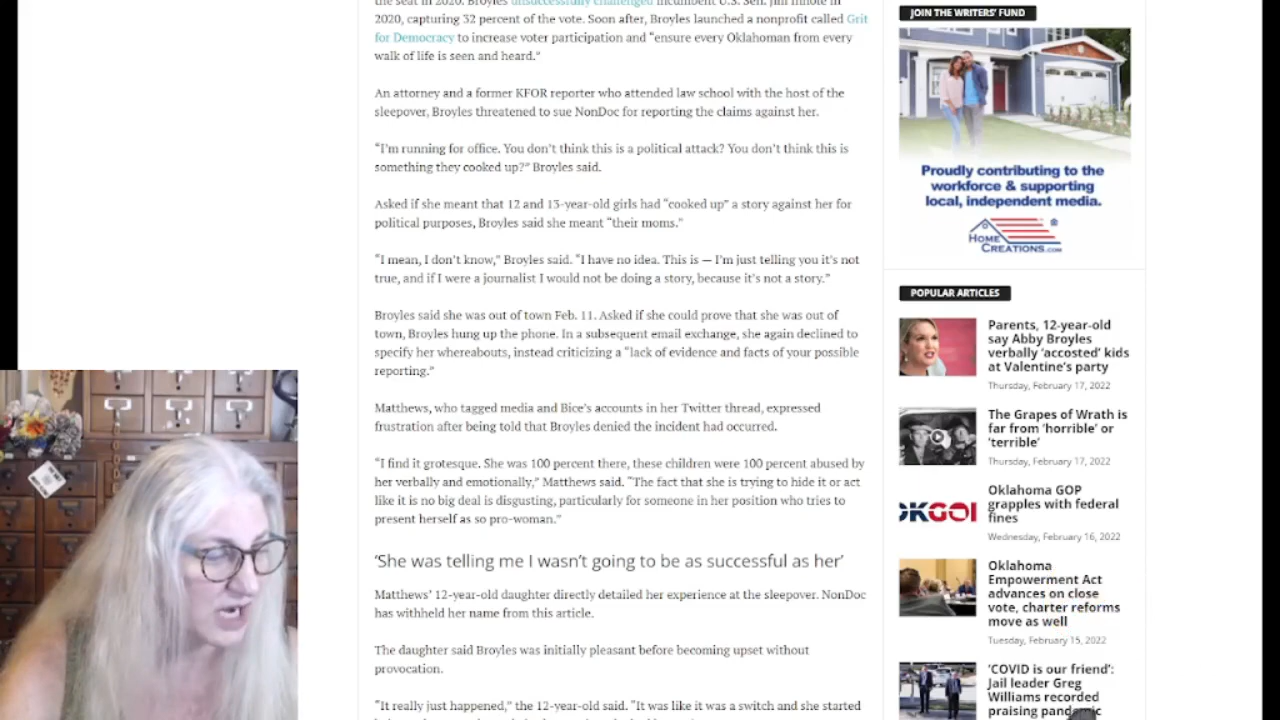 the seat in 2020. Broyles unsuccessfully challenged incumbent U.S. Sen. Jim Inhofe in
2020, capturing 32 percent of the vote. Soon after, Broyles launched a nonprofit called Grit
for Democracy to increase voter participation and “ensure every Oklahoman from every
walk of life is seen and heard.”
An attorney and a former KFOR reporter who attended law school with the host of the
sleepover, Broyles threatened to sue NonDoc for reporting the claims against her.
“I’m running for office. You don’t think this is a political attack? You don’t think this is
something they cooked up?” Broyles said.
Asked if she meant that 12 and 13-year-old girls had “cooked up” a story against her for
political purposes, Broyles said she meant “their moms.”
“I mean, I don’t know,” Broyles said. “I have no idea. This is — I’m just telling you it’s not
true, and if I were a journalist I would not be doing a story, because it’s not a story.”
Broyles said she was out of town Feb. 11. Asked if she could prove that she was out of
town, Broyles hung up the phone. In a subsequent email exchange, she again declined to
specify her whereabouts, instead criticizing a “lack of evidence and facts of your possible
reporting.”
Matthews, who tagged media and Bice’s accounts in her Twitter thread, expressed
frustration after being told that Broyles denied the incident had occurred.
“I find it grotesque. She was 100 percent there, these children were 100 percent abused by
her verbally and emotionally,” Matthews said. “The fact that she is trying to hide it or act
like it is no big deal is disgusting, particularly for someone in her position who tries to
present herself as so pro-woman.”
‘She was telling me I wasn’t going to be as successful as her’
Matthews’ 12-year-old daughter directly detailed her experience at the sleepover. NonDoc
has withheld her name from this article.
The daughter said Broyles was initially pleasant before becoming upset without
provocation.
“It really just happened,” the 12-year-old said. “It was like it was a switch and she started
JOIN THE WRITERS’ FUND
Proudly contributing to the
workforce & supporting
local, independent media.
HOME
CREATIONS.COM
POPULAR ARTICLES
Parents, 12-year-old
say Abby Broyles
verbally ‘accosted’ kids
at Valentine’s party
Thursday, February 17, 2022
The Grapes of Wrath is
far from ‘horrible’ or
‘terrible’
Thursday, February 17, 2022
OKGOP
Oklahoma GOP
grapples with federal
fines
Wednesday, February 16, 2022
Oklahoma
Empowerment Act
advances on close
vote, charter reforms
move as well
Tuesday, February 15, 2022
‘COVID is our friend’:
Jail leader Greg
Williams recorded
praising pandemic